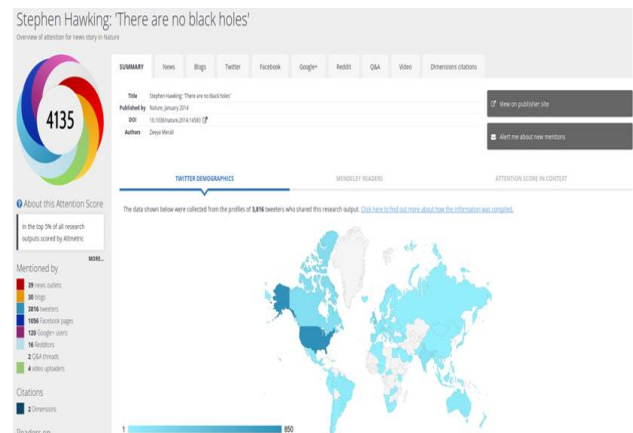 Stephen Hawking: 'There are no black holes'
Overview of attention for news story in Nature
SUMMARY News Blogs Twitter Facebook Google+ Reddit Q&A Video Dimensions citations
4135
Title Stephen Hawking: 'There are no black holes'
Published by Nature, January 2014
DOI 10.1038/nature.2014.14583
Authors Zeeya Merali
View on publisher site
Alert me about new mentions
TWITTER DEMOGRAPHICS MENDELEY READERS ATTENTION SCORE IN CONTEXT
The data shown below were collected from the profiles of 3,816 tweeters who shared this research output. Click here to find out more about how the information was compiled.
About this Attention Score
In the top 5% of all research
outputs scored by Altmetric
MORE...
Mentioned by
39 news outlets
30 blogs
3816 tweeters
1056 Facebook pages
120 Google+ users
16 Redditors
2 Q&A threads
4 video uploaders
Citations
2 Dimensions
Readers on
1 850